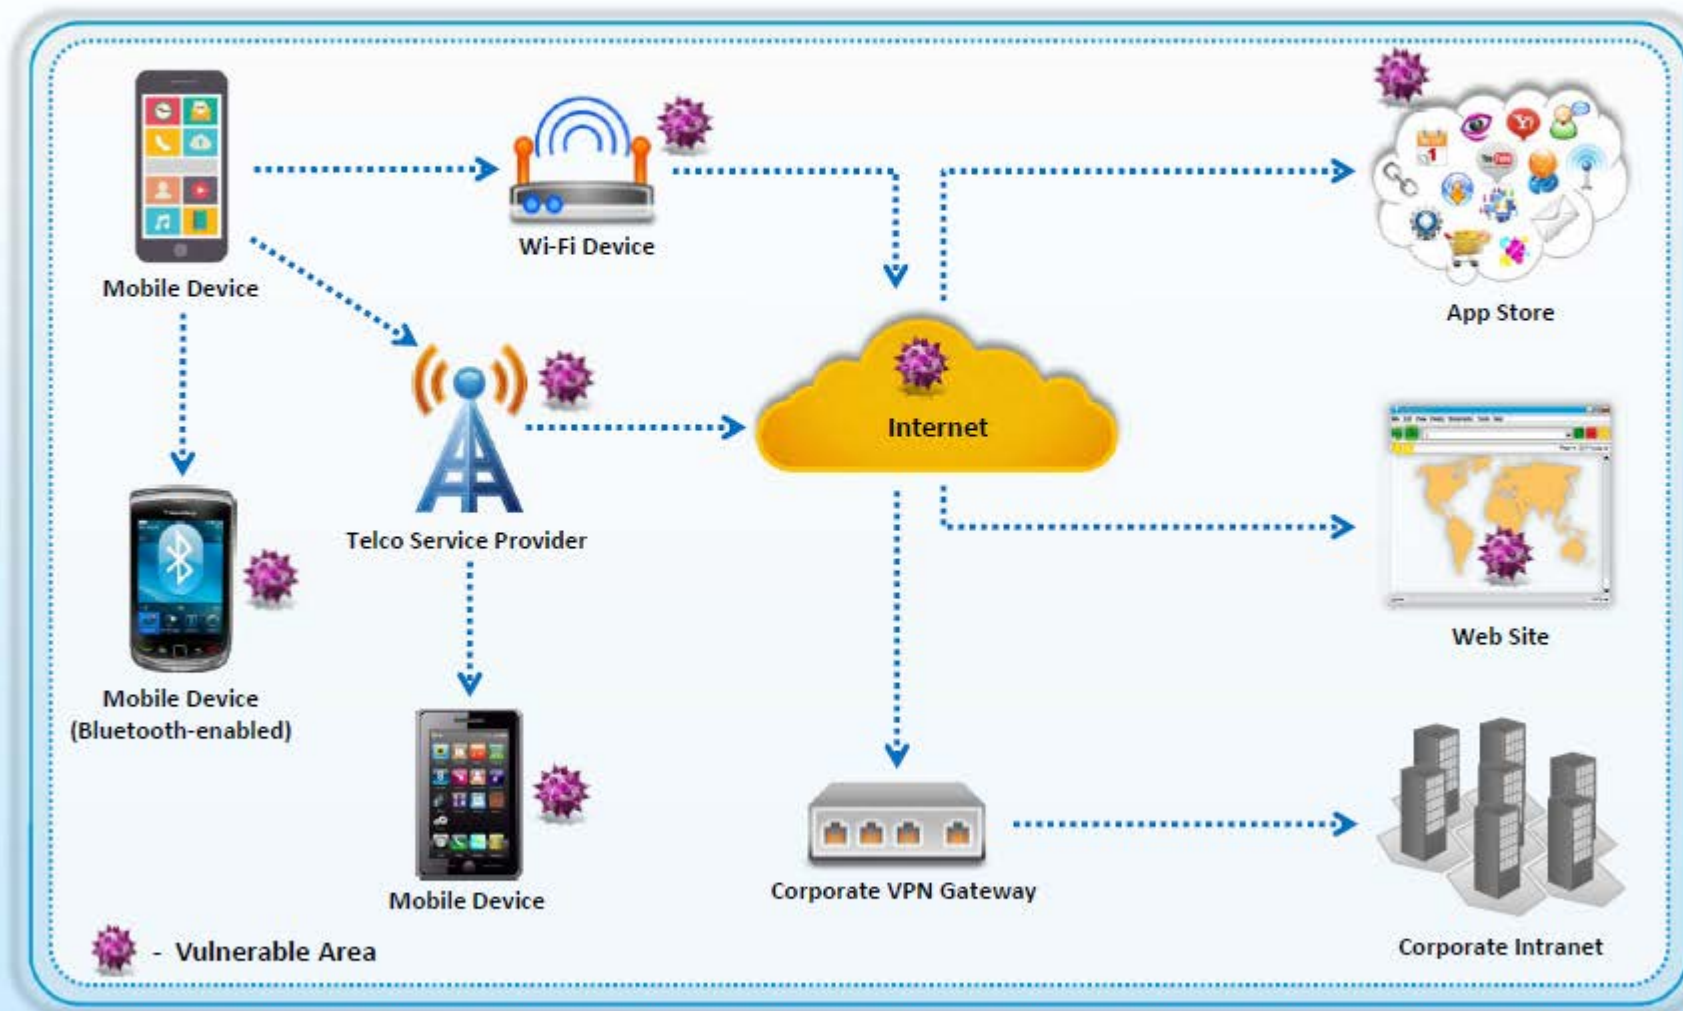 Wi-Fi Device
Mobile Device
App Store
Internet
Telco Service Provider
Web Site
Mobile Device
(Bluetooth-enabled)
Mobile Device
Corporate VPN Gateway
Corporate Intranet
- Vulnerable Area